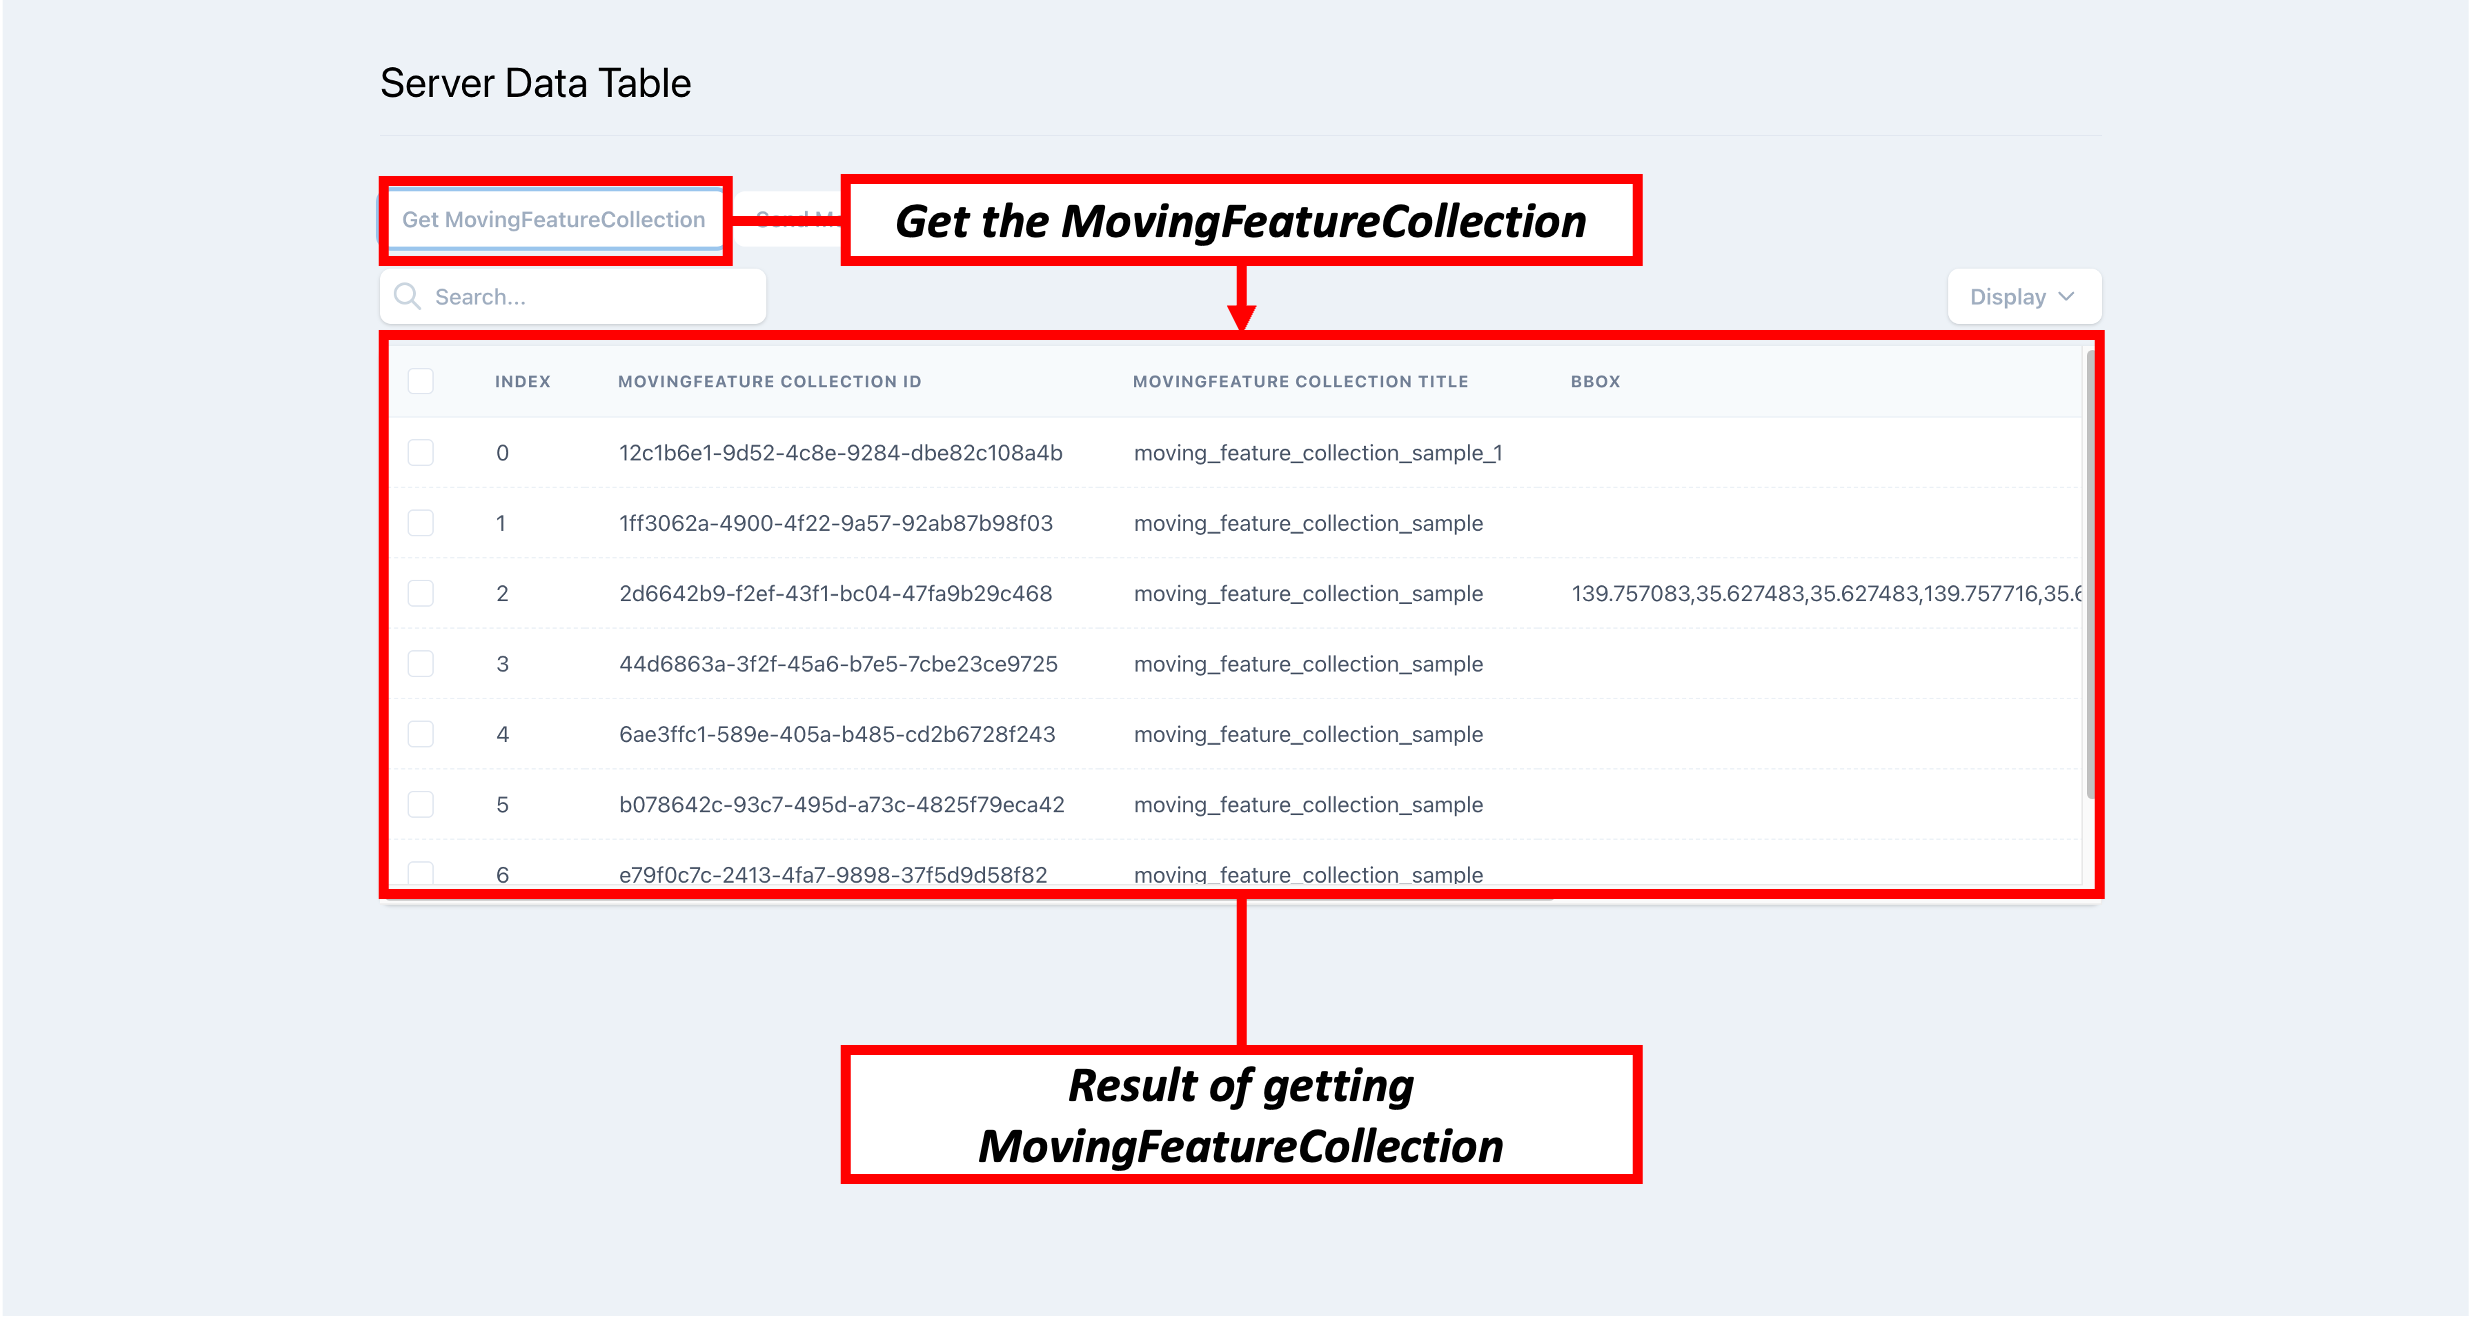 Server Data Table
Get MovingFeatureCollection
Send
Get the MovingFeatureCollection
Search...
Display
INDEX MOVINGFEATURE COLLECTION ID MOVINGFEATURE COLLECTION TITLE BBOX
0 12c1b6e1-9d52-4c8e-9284-dbe82c108a4b moving_feature_collection_sample_1
1 1ff3062a-4900-4f22-9a57-92ab87b98f03 moving_feature_collection_sample
2 2d6642b9-f2ef-43f1-bc04-47fa9b29c468 moving_feature_collection_sample 139.757083,35.627483,35.627483,139.757716,35.6
3 44d6863a-3f2f-45a6-b7e5-7cbe23ce9725 moving_feature_collection_sample
4 6ae3ffc1-589e-405a-b485-cd2b6728f243 moving_feature_collection_sample
5 b078642c-93c7-495d-a73c-4825f79eca42 moving_feature_collection_sample
6 e79f0c7c-2413-4fa7-9898-37f5d9d58f82 moving_feature_collection_sample
Result of getting
MovingFeatureCollection